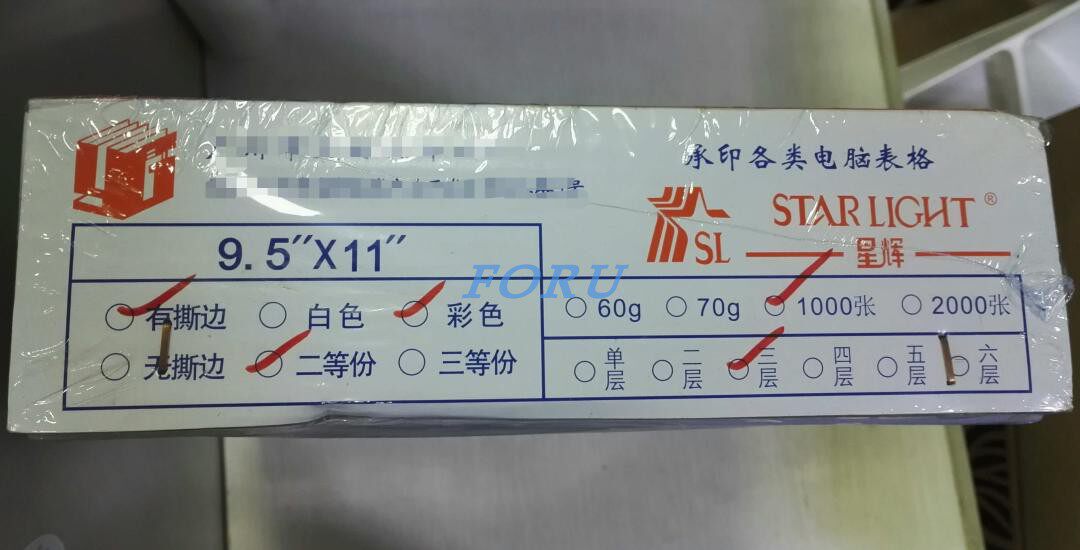 承印各类电脑表格
SL
STAR LIGHT®
星辉
9.5″X11″
FORU
有撕边 白色 彩色
无撕边 二等份 三等份
60g 70g 1000张 2000张
单层 二层 三层 四层 五层 六层